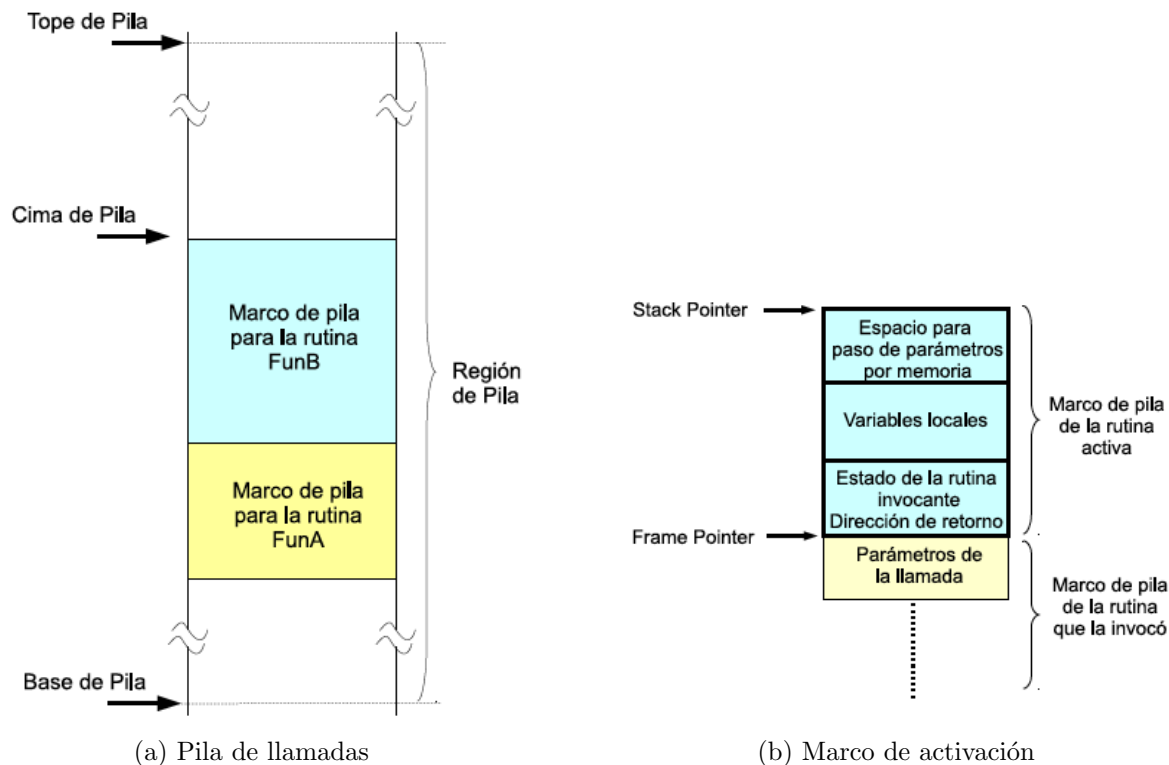 Tope de Pila
Cima de Pila
Marco de pila
para la rutina
FunB
Región
de Pila
Marco de pila
para la rutina
FunA
Base de Pila
(a) Pila de llamadas
Stack Pointer
Espacio para
paso de parámetros
por memoria
Variables locales
Marco de pila
de la rutina
activa
Estado de la rutina
invocante
Dirección de retorno
Frame Pointer
Parámetros de
la llamada
Marco de pila
de la rutina
que la invocó
(b) Marco de activación